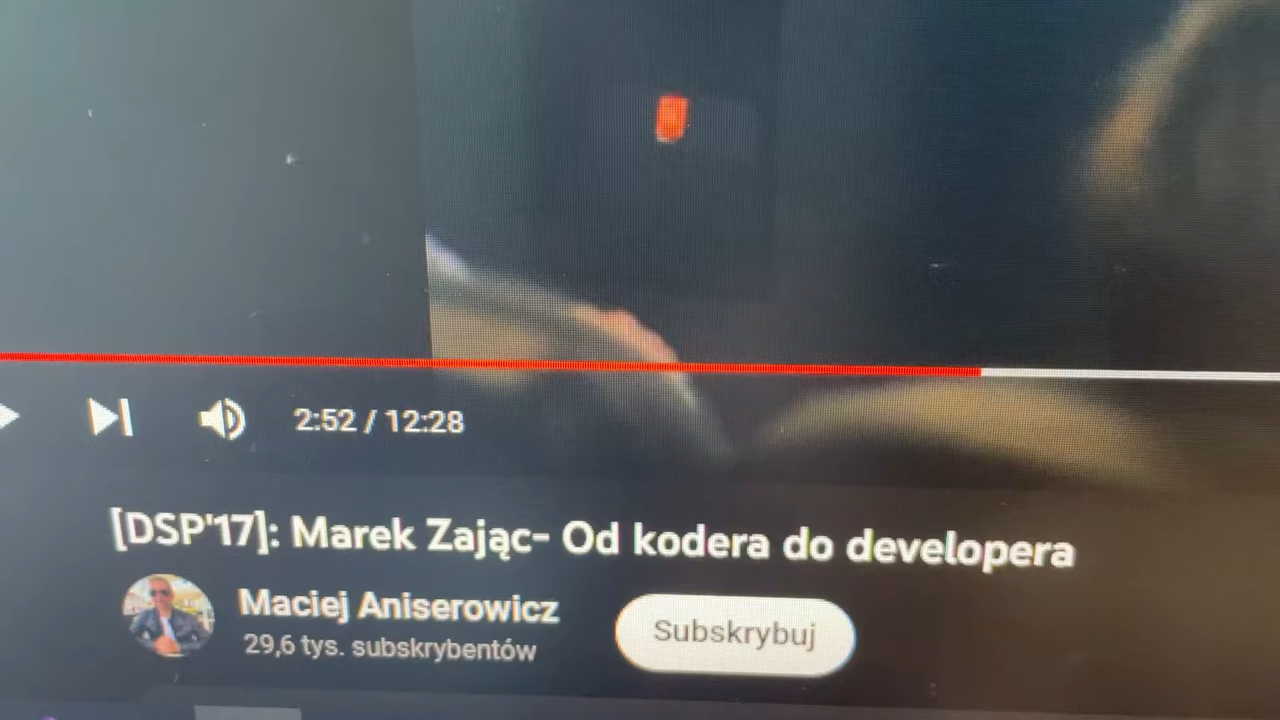 2:52 / 12:28
[DSP'17]: Marek Zając- Od kodera do developera
Maciej Aniserowicz
29,6 tys. subskrybentów
Subskrybuj